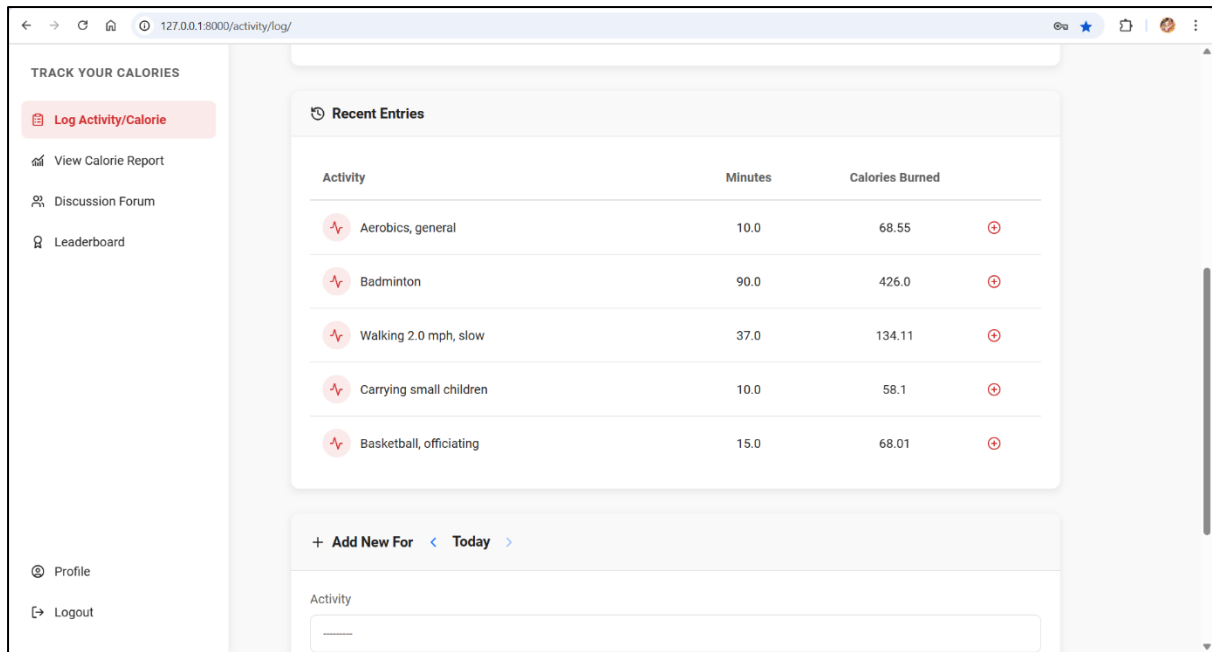 127.0.0.1:8000/activity/log/
TRACK YOUR CALORIES
Log Activity/Calorie
View Calorie Report
Discussion Forum
Leaderboard
Profile
Logout
Recent Entries
Activity Minutes Calories Burned
Aerobics, general 10.0 68.55
Badminton 90.0 426.0
Walking 2.0 mph, slow 37.0 134.11
Carrying small children 10.0 58.1
Basketball, officiating 15.0 68.01
+ Add New For < Today >
Activity
---------